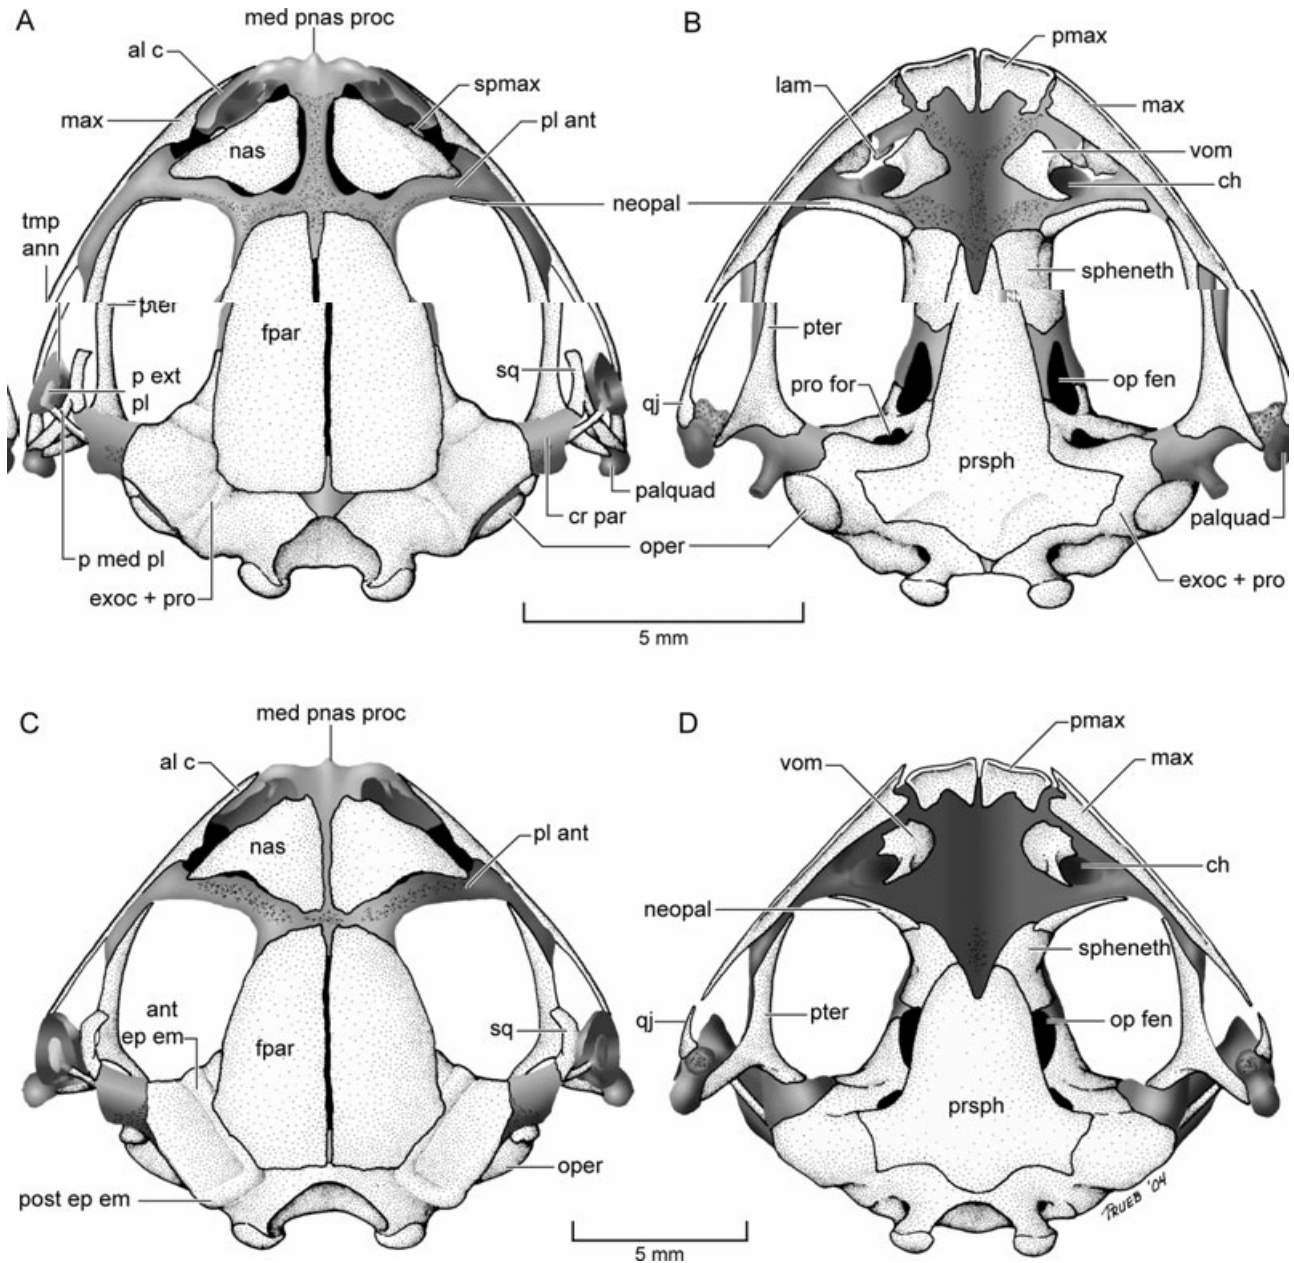 A
med pnas proc
al c
spmax
max
pl ant
nas
neopal
tmp
ann
pter
fpar
p ext
pl
sq
palquad
cr par
oper
p med pl
exoc + pro
B
pmax
lam
max
vom
ch
spheneth
pter
pro for
op fen
qj
prsph
palquad
exoc + pro
5 mm
C
med pnas proc
al c
pl ant
nas
ant
ep em
sq
fpar
oper
post ep em
D
pmax
vom
max
ch
neopal
spheneth
qj
pter
op fen
prsph
TRUEB '04
5 mm